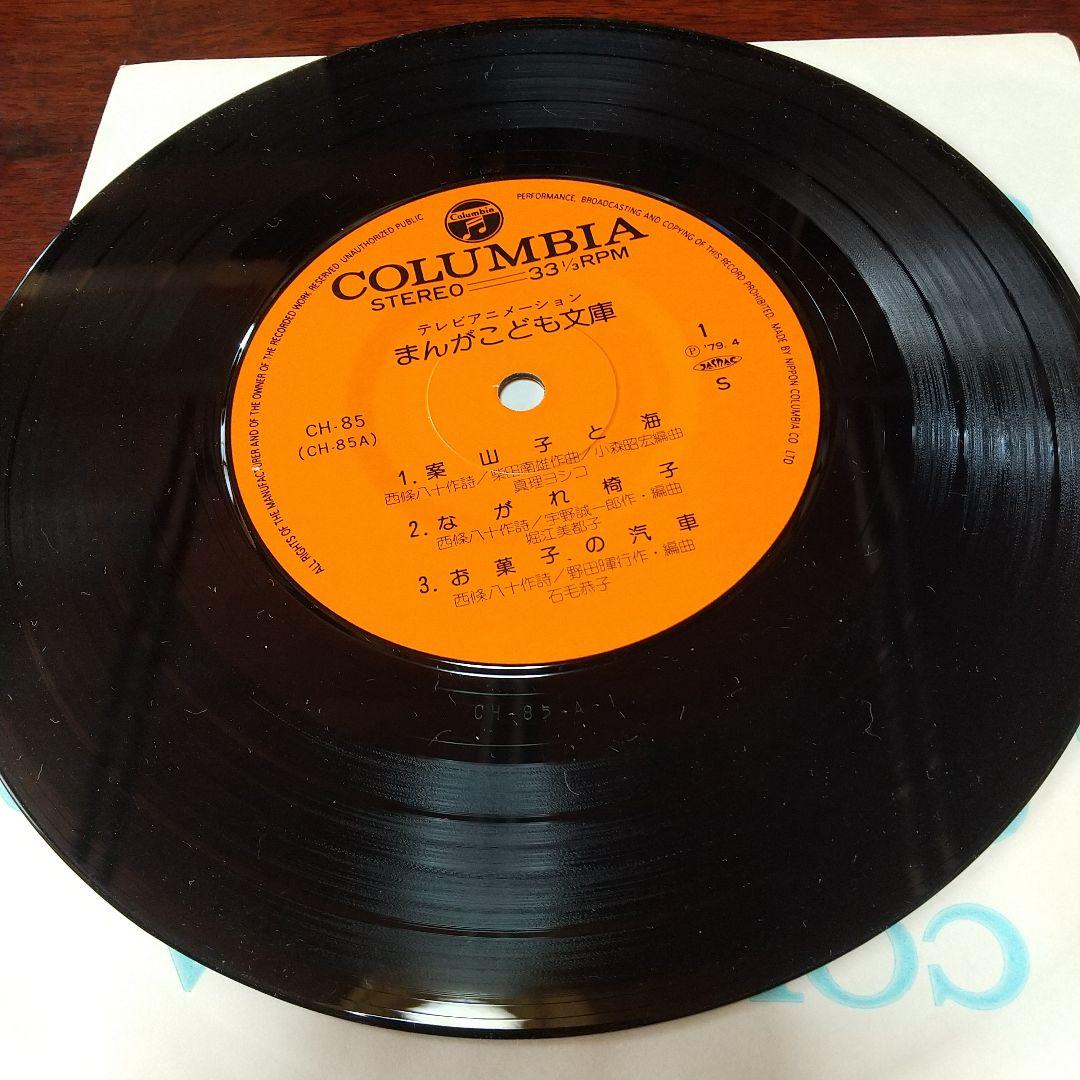 ALL RIGHTS OF THE MANUFACTURER AND OF THE OWNER OF THE RECORDED WORK, RESERVED. UNAUTHORIZED PUBLIC PERFORMANCE, BROADCASTING AND COPYING OF THIS RECORD PROHIBITED. MADE BY NIPPON COLUMBIA CO. LTD
Columbia
COLUMBIA
STEREO 33⅓RPM
テレビアニメーション
まんがこども文庫
1
Ⓟ '79. 4
JASRAC
S
CH-85
(CH-85A)
1. 案山子と海
西條八十作詩/柴田南雄作曲/小森昭宏編曲
真理ヨシコ
2. ながれ椅子
西條八十作詩/宇野誠一郎作・編曲
堀江美都子
3. お菓子の汽車
西條八十作詩/野田暉行作・編曲
石毛恭子
CH-85-A-1